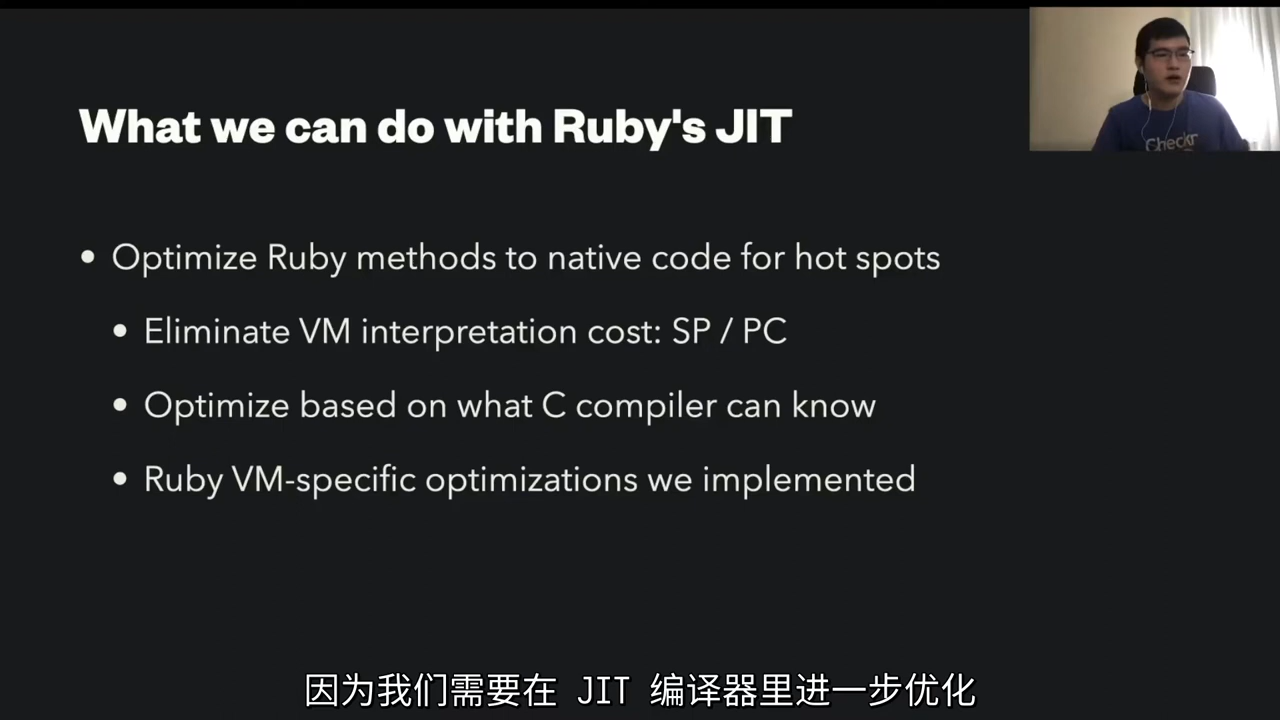 What we can do with Ruby's JIT
Checkr
• Optimize Ruby methods to native code for hot spots
• Eliminate VM interpretation cost: SP / PC
• Optimize based on what C compiler can know
• Ruby VM-specific optimizations we implemented
因为我们需要在 JIT 编译器里进一步优化